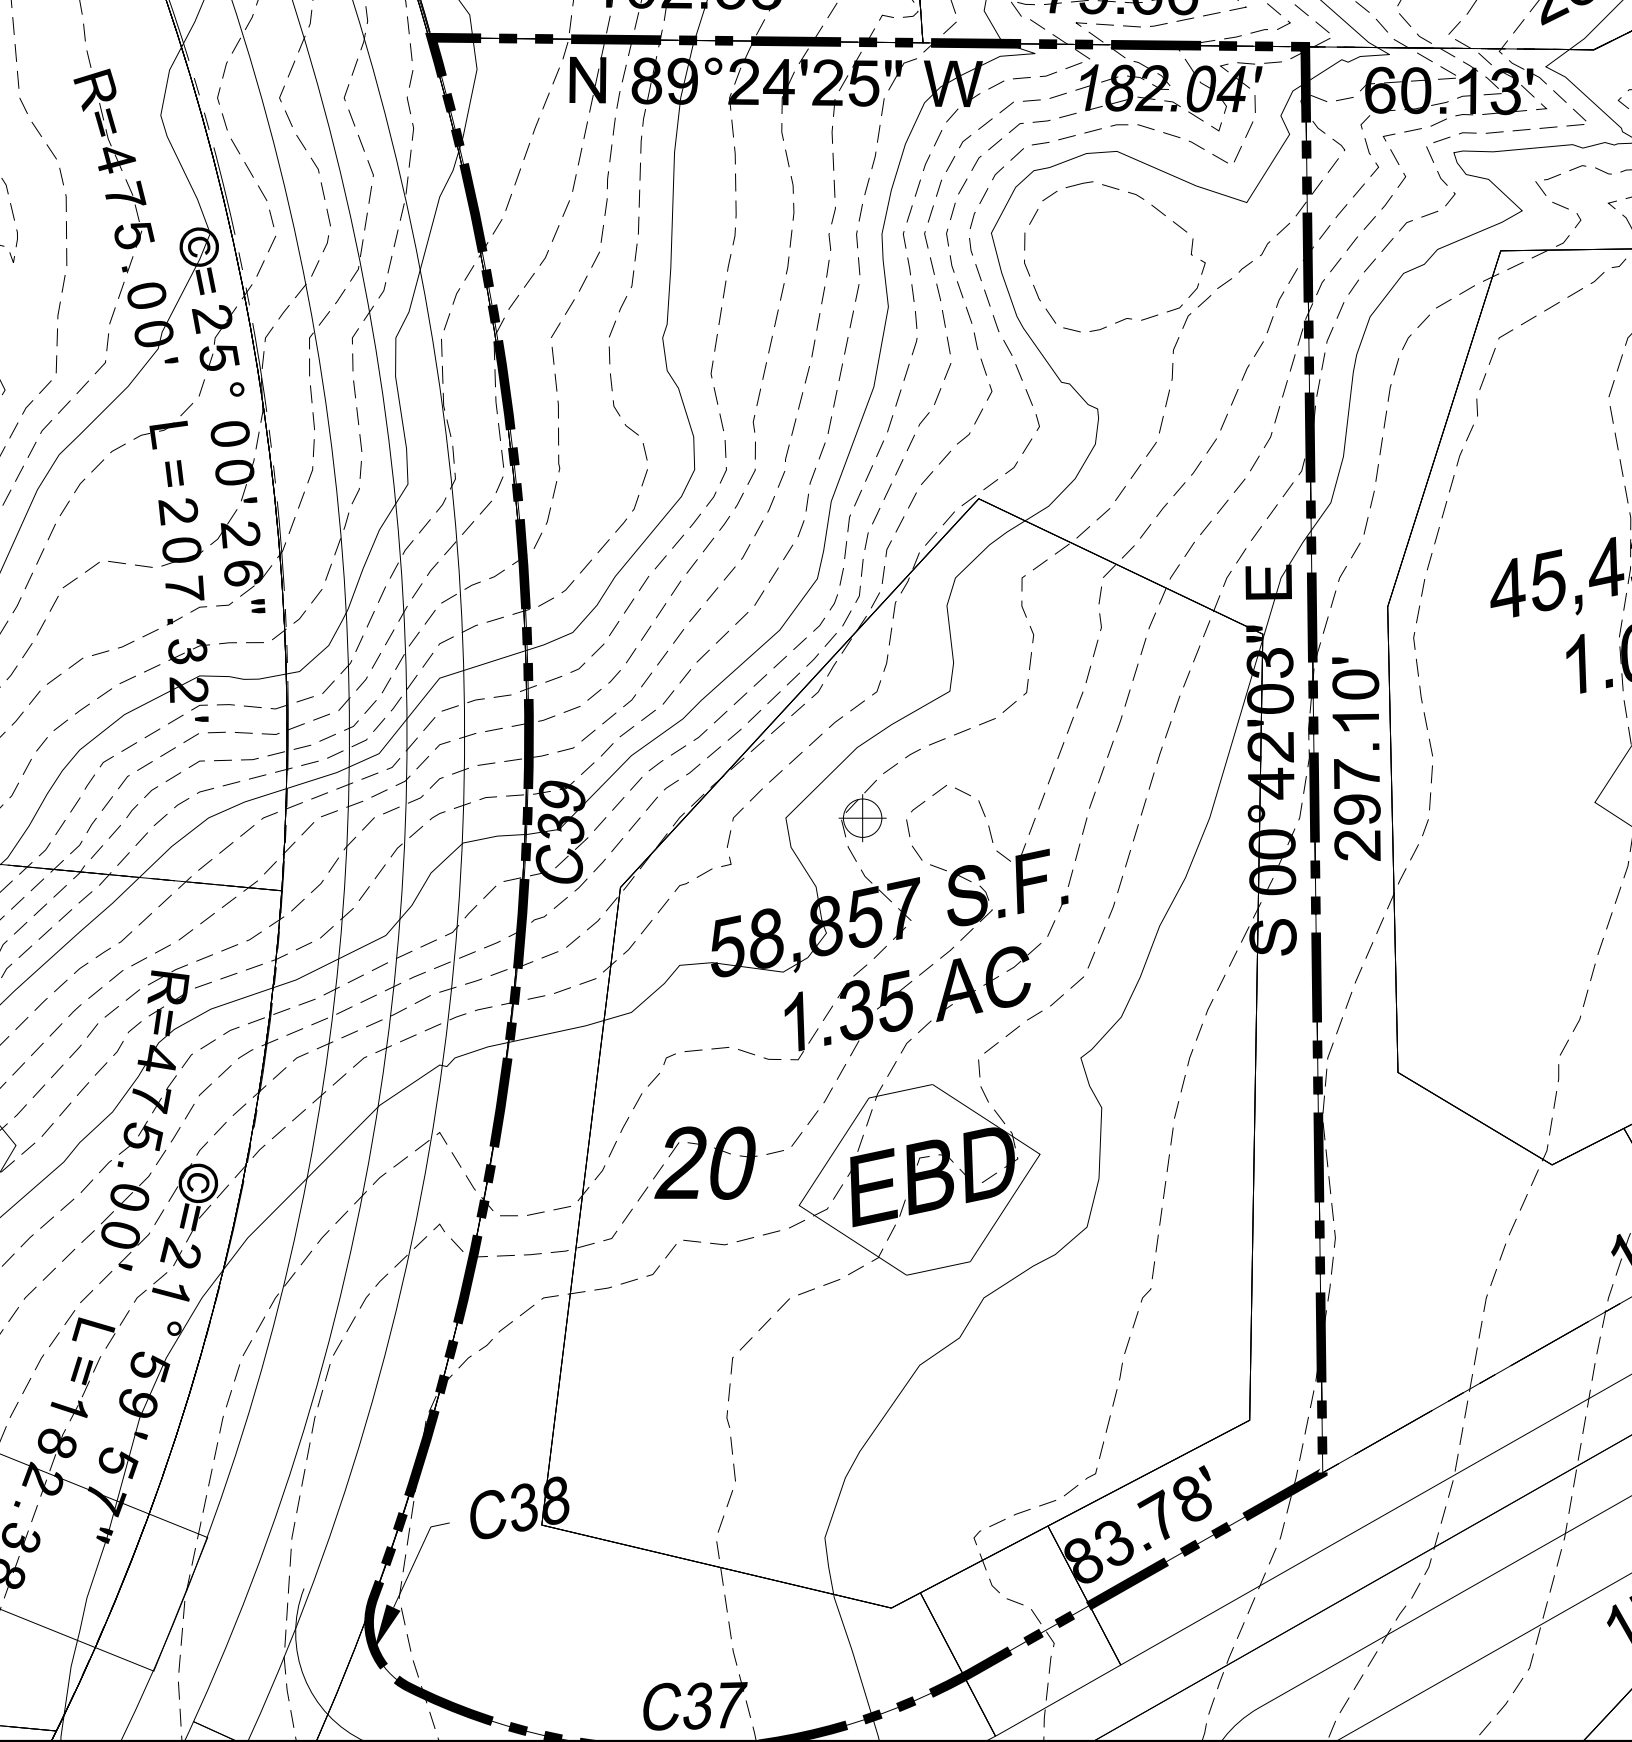 N 89°24'25" W 182.04'
60.13'
R=475.00' L=207.32'
©=25°00'26"
S 00°42'03" E
297.10'
C39
58,857 S.F.
1.35 AC
20
EBD
R=475.00' L=182.38
©=21°59'57"
C38
83.78'
C37
45,4
1.0